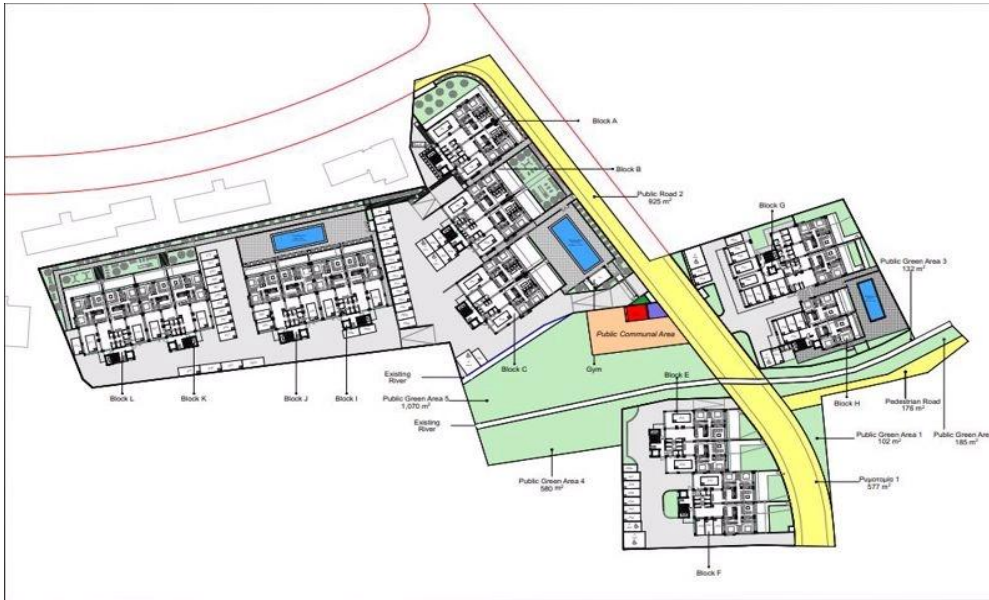 Block A
Block B
Public Road 2
925 m²
Block G
Public Green Area 3
132 m²
Public Communal Area
Existing
River
Block C
Gym
Block E
Block L
Block K
Block J
Block I
Public Green Area 5
1,070 m²
Block H
Pedestrian Road
176 m²
Existing
River
Public Green Area 1
102 m²
Public Green Are
185 m²
Public Green Area 4
580 m²
Ρυμοτομία 1
577 m²
Block F